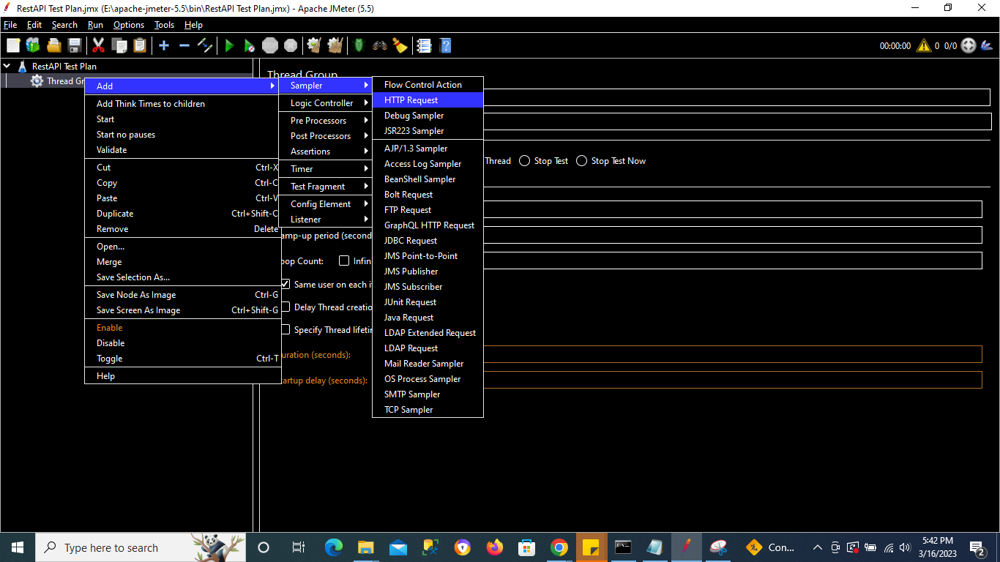 RestAPI Test Plan.jmx (E:\apache-jmeter-5.5\bin\RestAPI Test Plan.jmx) - Apache JMeter (5.5)
File Edit Search Run Options Tools Help
00:00:00 0 0/0
RestAPI Test Plan
Thread Gr
Thread Group
Add
Add Think Times to children
Start
Start no pauses
Validate
Cut Ctrl-X
Copy Ctrl-C
Paste Ctrl-V
Duplicate Ctrl+Shift-C
Remove Delete
Open...
Merge
Save Selection As...
Save Node As Image Ctrl-G
Save Screen As Image Ctrl+Shift-G
Enable
Disable
Toggle Ctrl-T
Help
Sampler
Logic Controller
Pre Processors
Post Processors
Assertions
Timer
Test Fragment
Config Element
Listener
Flow Control Action
HTTP Request
Debug Sampler
JSR223 Sampler
AJP/1.3 Sampler
Access Log Sampler
BeanShell Sampler
Bolt Request
FTP Request
GraphQL HTTP Request
JDBC Request
JMS Point-to-Point
JMS Publisher
JMS Subscriber
JUnit Request
Java Request
LDAP Extended Request
LDAP Request
Mail Reader Sampler
OS Process Sampler
SMTP Sampler
TCP Sampler
Thread Stop Test Stop Test Now
amp-up period (second
oop Count: Infin
Same user on each it
Delay Thread creatio
Specify Thread lifetin
uration (seconds):
tartup delay (seconds):
Type here to search
Con...
5:42 PM
3/16/2023
2